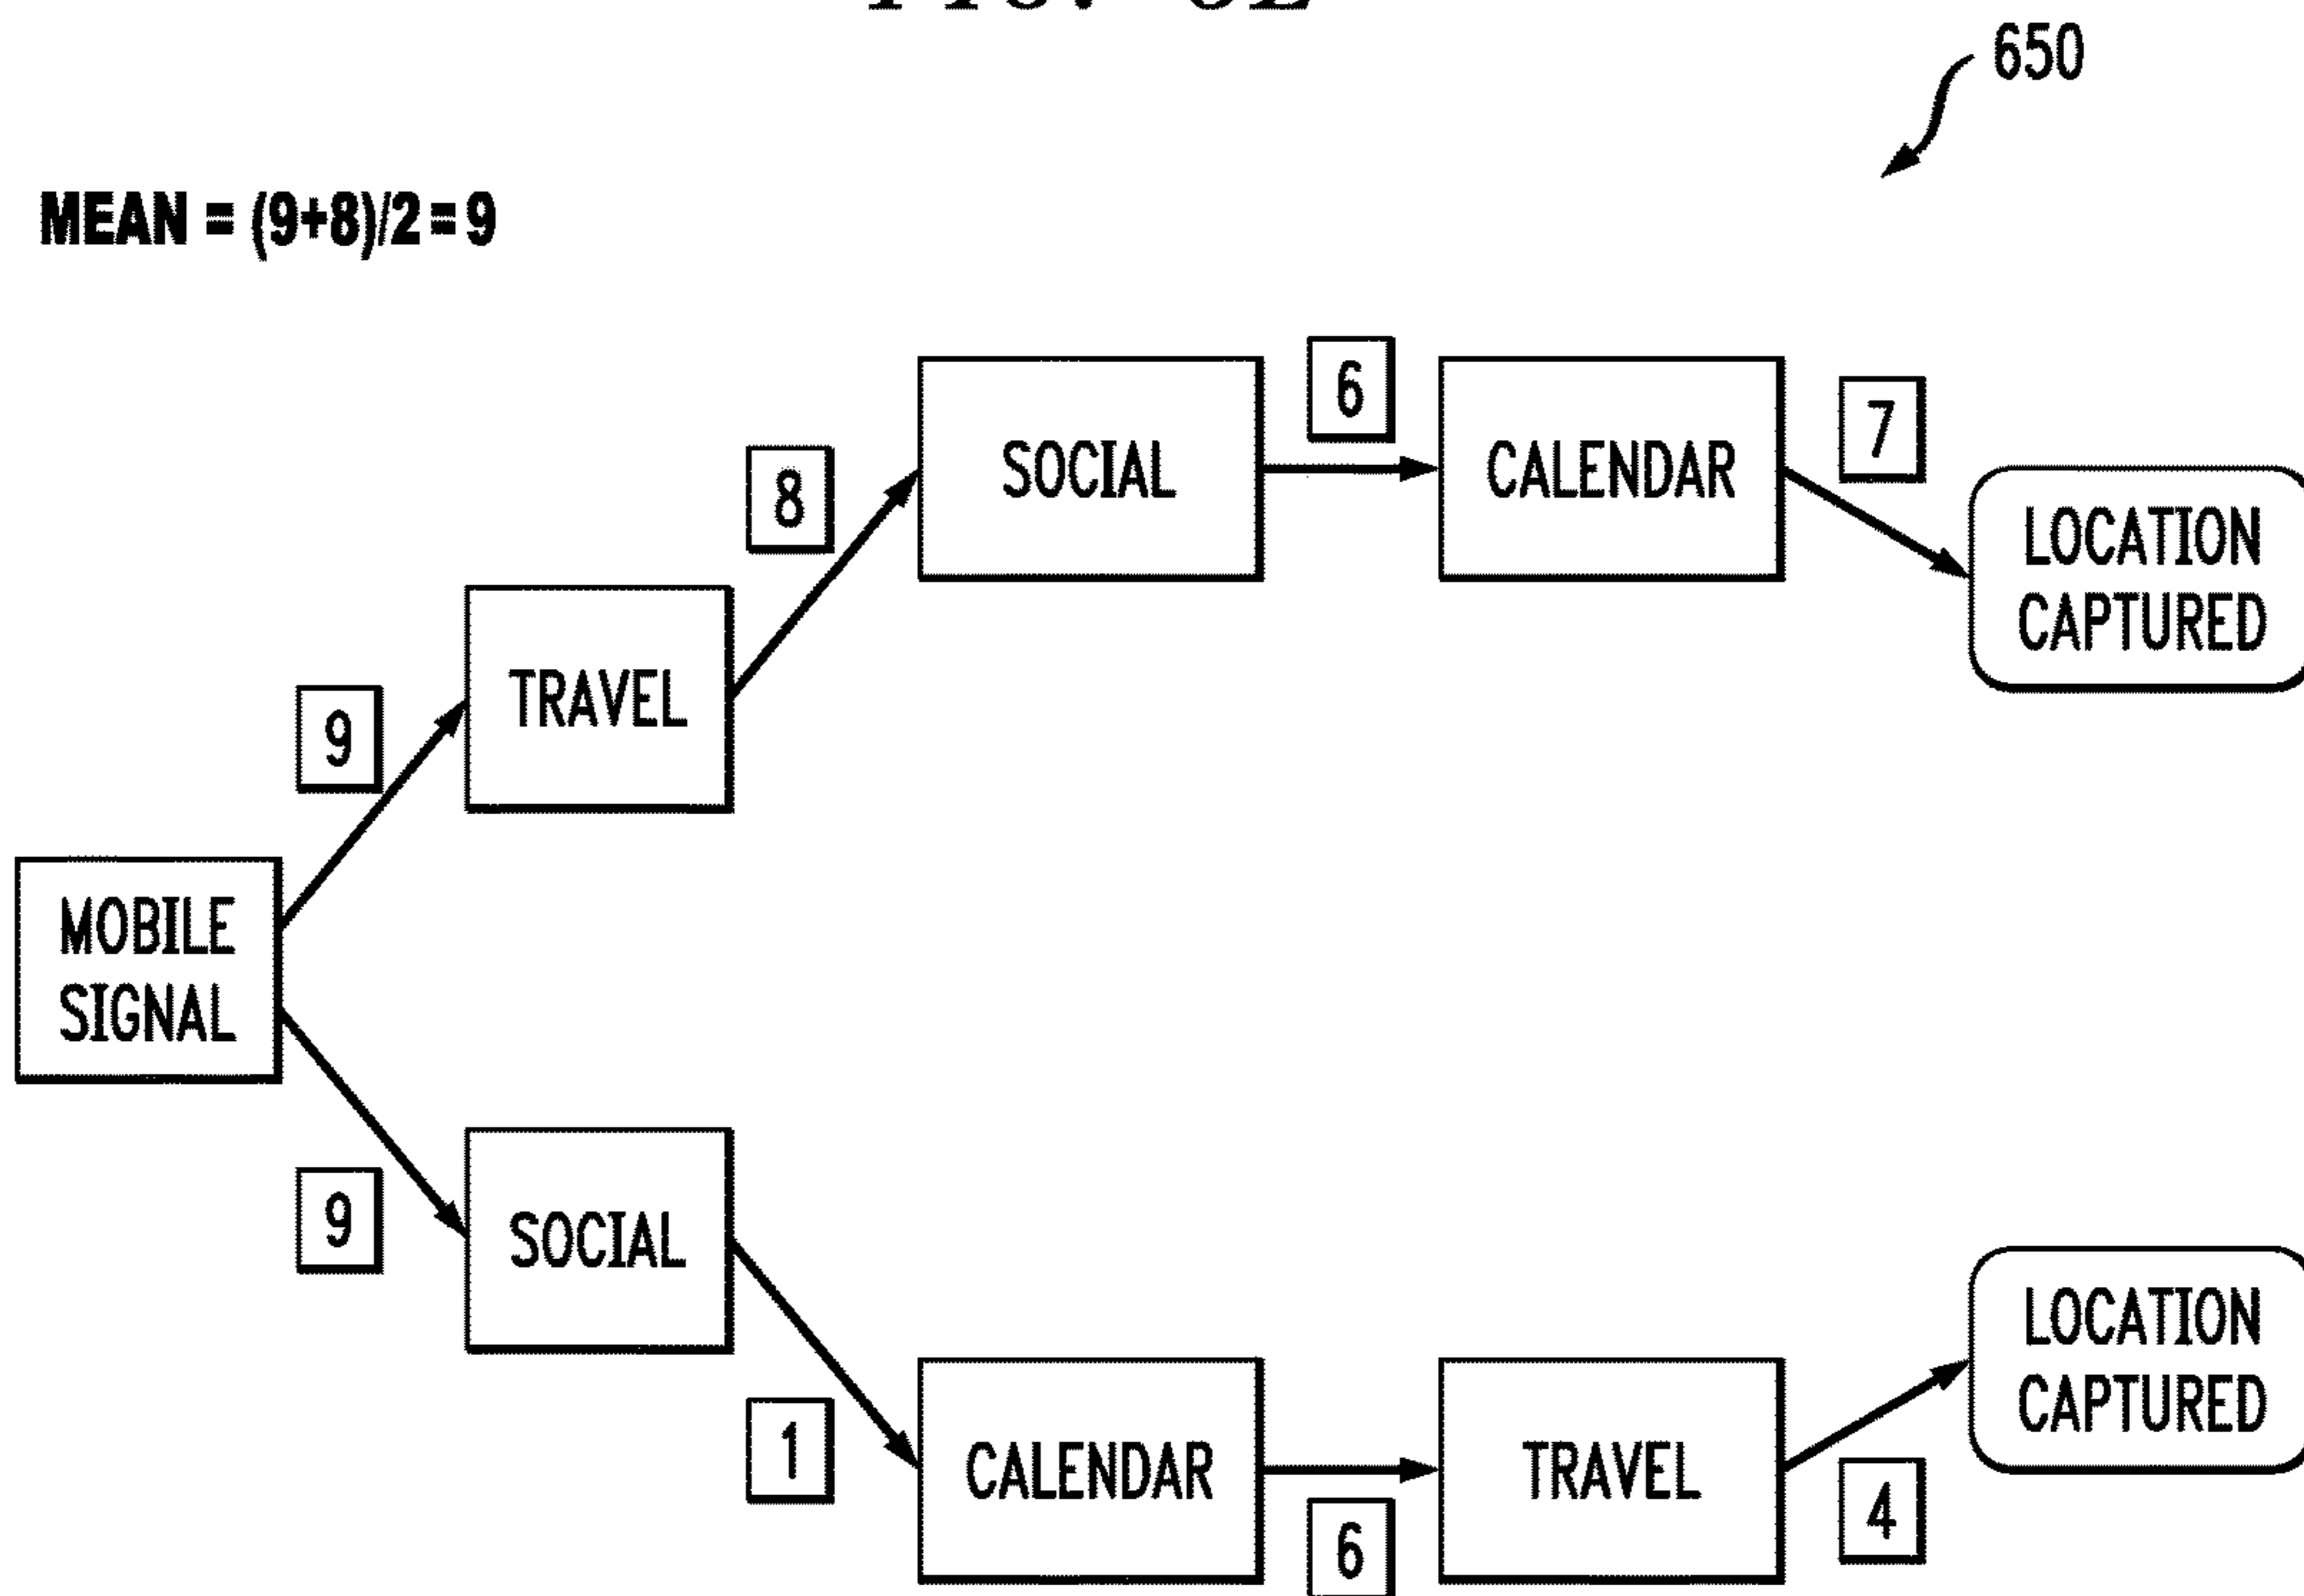 650
MEAN = (9+8)/2=9
6
7
8
SOCIAL
CALENDAR
LOCATION
CAPTURED
9
TRAVEL
MOBILE
SIGNAL
9
SOCIAL
LOCATION
CAPTURED
1
CALENDAR
TRAVEL
4
6